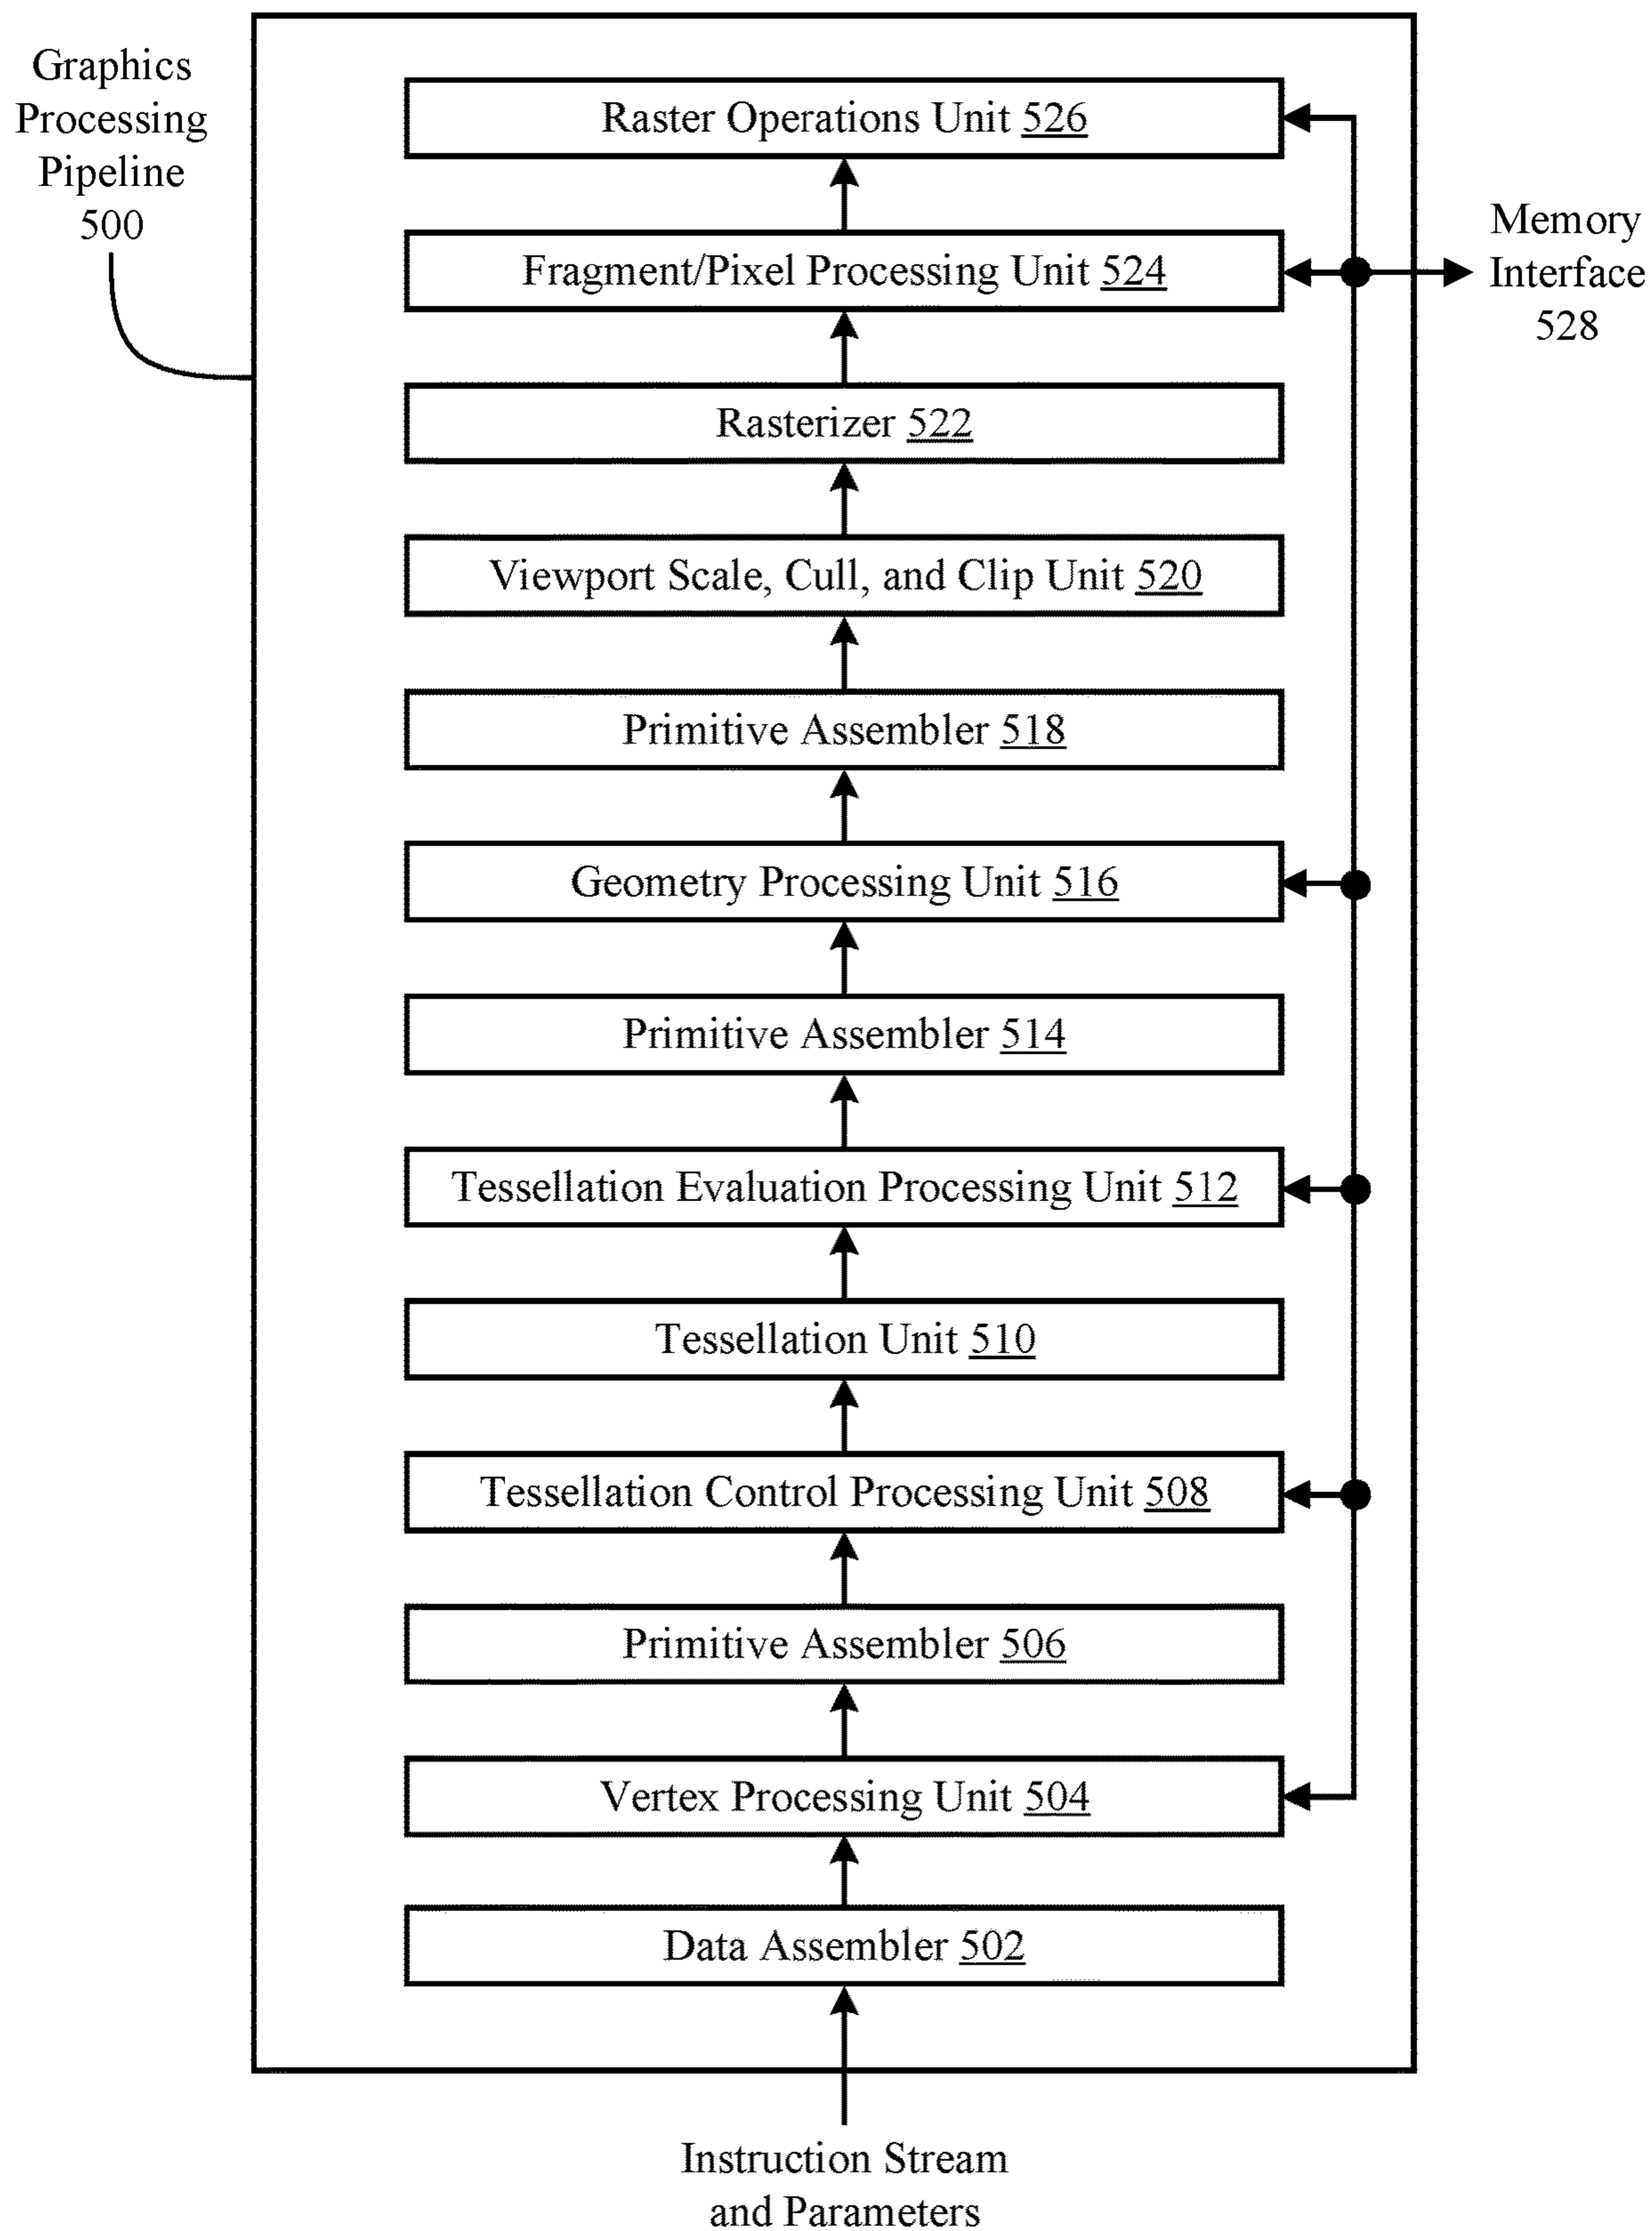 Graphics
Processing
Pipeline
500
Raster Operations Unit 526
Fragment/Pixel Processing Unit 524
Memory
Interface
528
Rasterizer 522
Viewport Scale, Cull, and Clip Unit 520
Primitive Assembler 518
Geometry Processing Unit 516
Primitive Assembler 514
Tessellation Evaluation Processing Unit 512
Tessellation Unit 510
Tessellation Control Processing Unit 508
Primitive Assembler 506
Vertex Processing Unit 504
Data Assembler 502
Instruction Stream
and Parameters